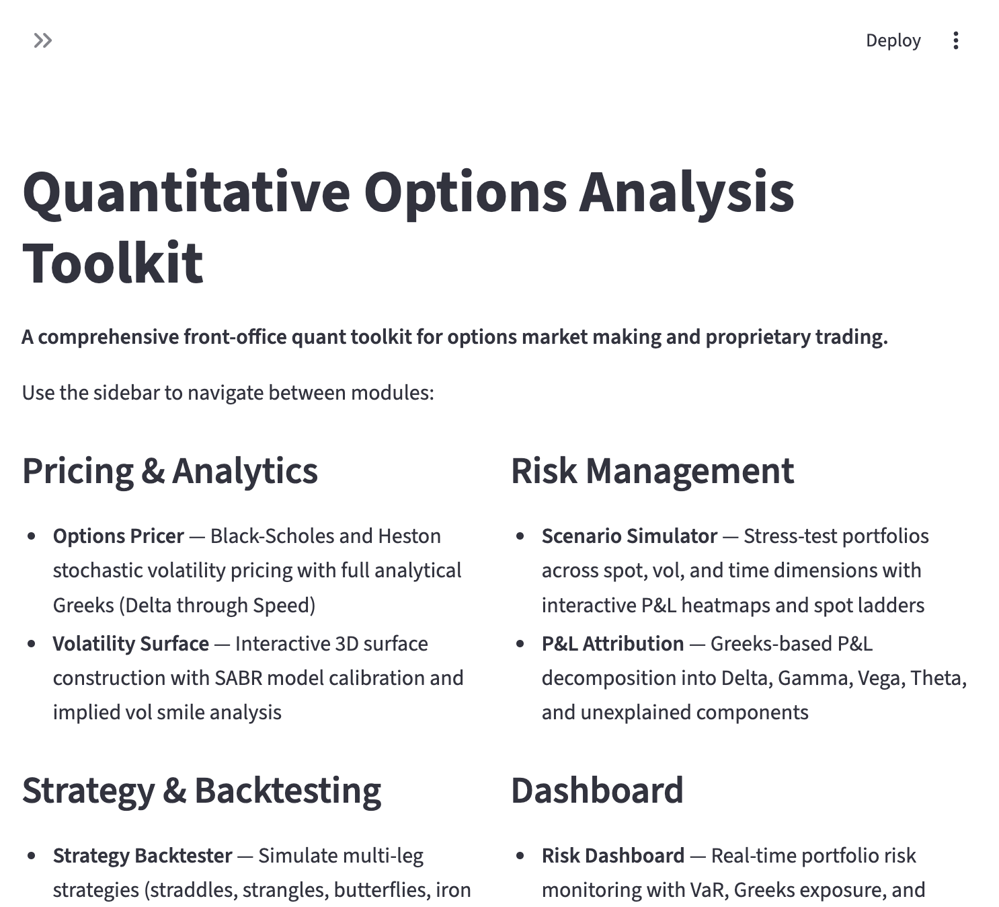 Deploy
Quantitative Options Analysis
Toolkit
A comprehensive front-office quant toolkit for options market making and proprietary trading.
Use the sidebar to navigate between modules:
Pricing & Analytics
• Options Pricer — Black-Scholes and Heston
stochastic volatility pricing with full analytical
Greeks (Delta through Speed)
• Volatility Surface — Interactive 3D surface
construction with SABR model calibration and
implied vol smile analysis
Risk Management
• Scenario Simulator — Stress-test portfolios
across spot, vol, and time dimensions with
interactive P&L heatmaps and spot ladders
• P&L Attribution — Greeks-based P&L
decomposition into Delta, Gamma, Vega, Theta,
and unexplained components
Strategy & Backtesting
• Strategy Backtester — Simulate multi-leg
strategies (straddles, strangles, butterflies, iron
Dashboard
• Risk Dashboard — Real-time portfolio risk
monitoring with VaR, Greeks exposure, and